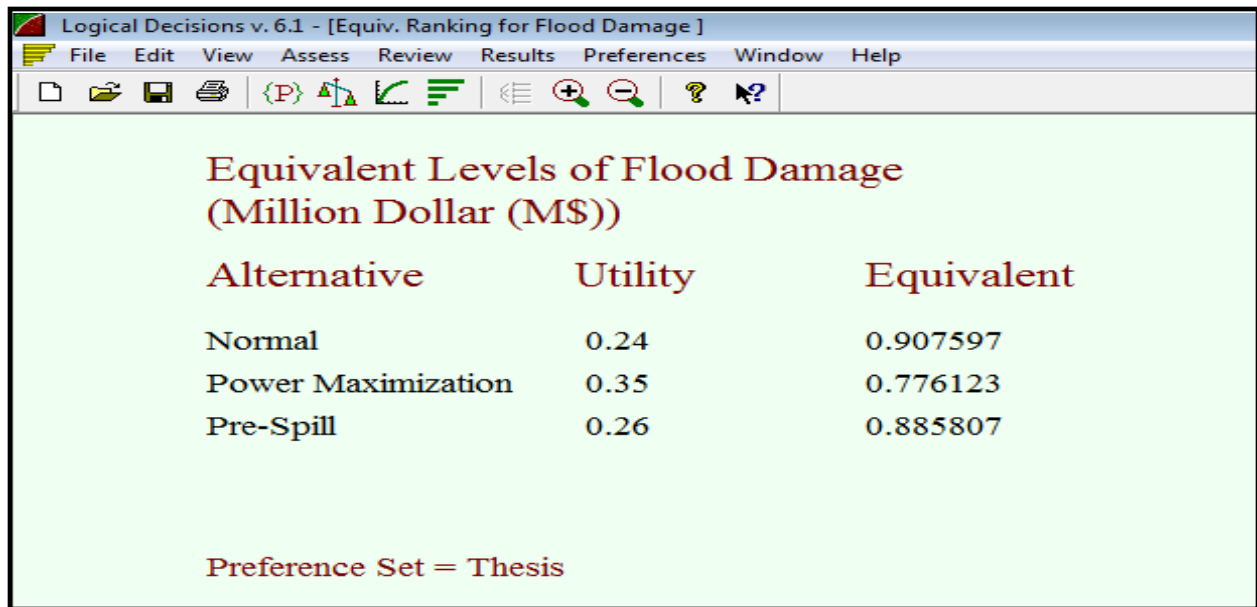 Logical Decisions v. 6.1 - [Equiv. Ranking for Flood Damage ]
File Edit View Assess Review Results Preferences Window Help
{P}
Equivalent Levels of Flood Damage
(Million Dollar (M$))
Alternative Utility Equivalent
Normal 0.24 0.907597
Power Maximization 0.35 0.776123
Pre-Spill 0.26 0.885807
Preference Set = Thesis